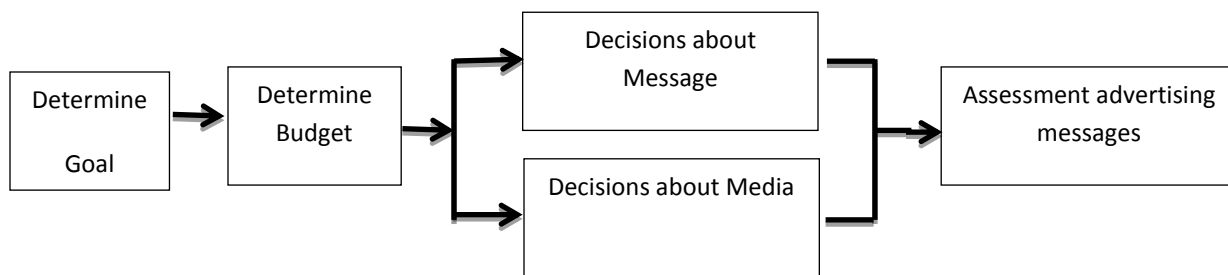 Determine
Goal
Determine
Budget
Decisions about
Message
Decisions about Media
Assessment advertising
messages